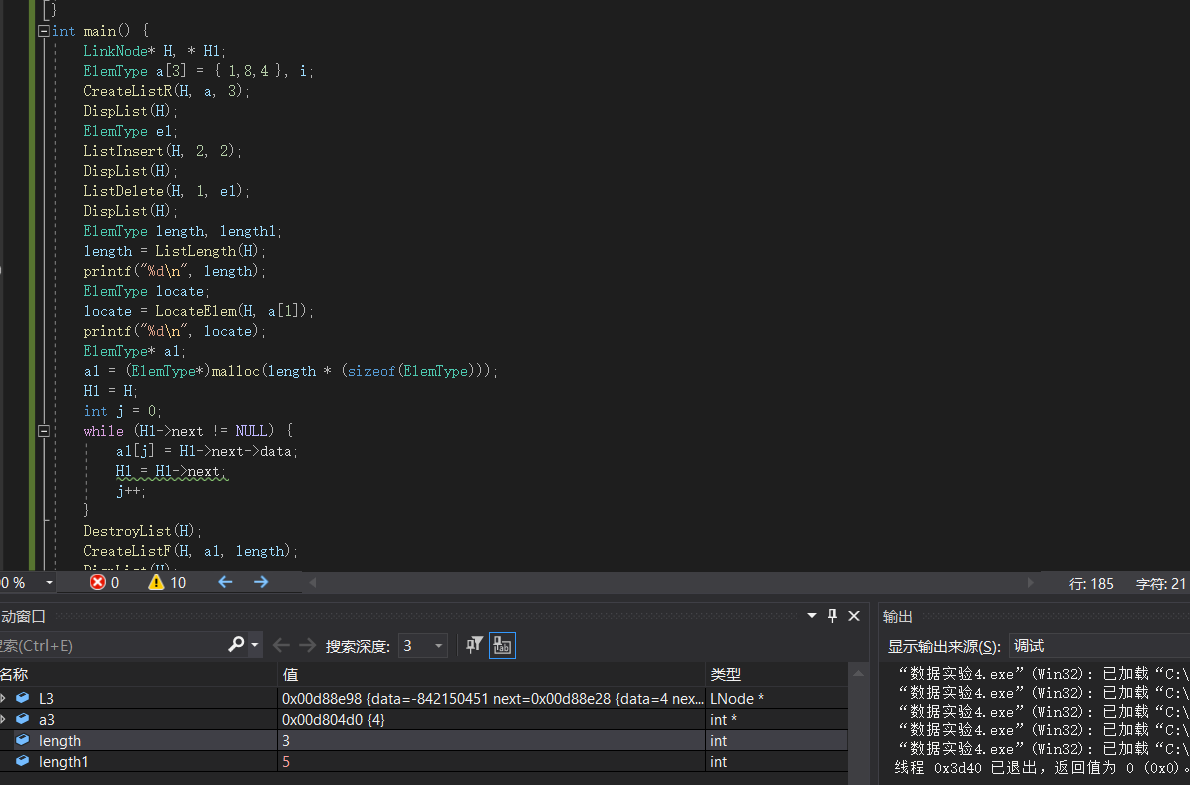 }
int main() {
LinkNode* H, * H1;
ElemType a[3] = { 1,8,4 }, i;
CreateListR(H, a, 3);
DispList(H);
ElemType e1;
ListInsert(H, 2, 2);
DispList(H);
ListDelete(H, 1, e1);
DispList(H);
ElemType length, length1;
length = ListLength(H);
printf("%d\n", length);
ElemType locate;
locate = LocateElem(H, a[1]);
printf("%d\n", locate);
ElemType* a1;
a1 = (ElemType*)malloc(length * (sizeof(ElemType)));
H1 = H;
int j = 0;
while (H1->next != NULL) {
a1[j] = H1->next->data;
H1 = H1->next;
j++;
}
DestroyList(H);
CreateListF(H, a1, length);
DispList(H);
0 % 0 10 行: 185 字符: 21
动窗口
索(Ctrl+E) 搜索深度: 3
名称 值 类型
L3 0x00d88e98 {data=-842150451 next=0x00d88e28 {data=4 nex... LNode *
a3 0x00d804d0 {4} int *
length 3 int
length1 5 int
输出
显示输出来源(S): 调试
“数据实验4.exe”(Win32): 已加载“C:\
“数据实验4.exe”(Win32): 已加载“C:\
“数据实验4.exe”(Win32): 已加载“C:\
“数据实验4.exe”(Win32): 已加载“C:\
“数据实验4.exe”(Win32): 已加载“C:\
线程 0x3d40 已退出，返回值为 0 (0x0)。